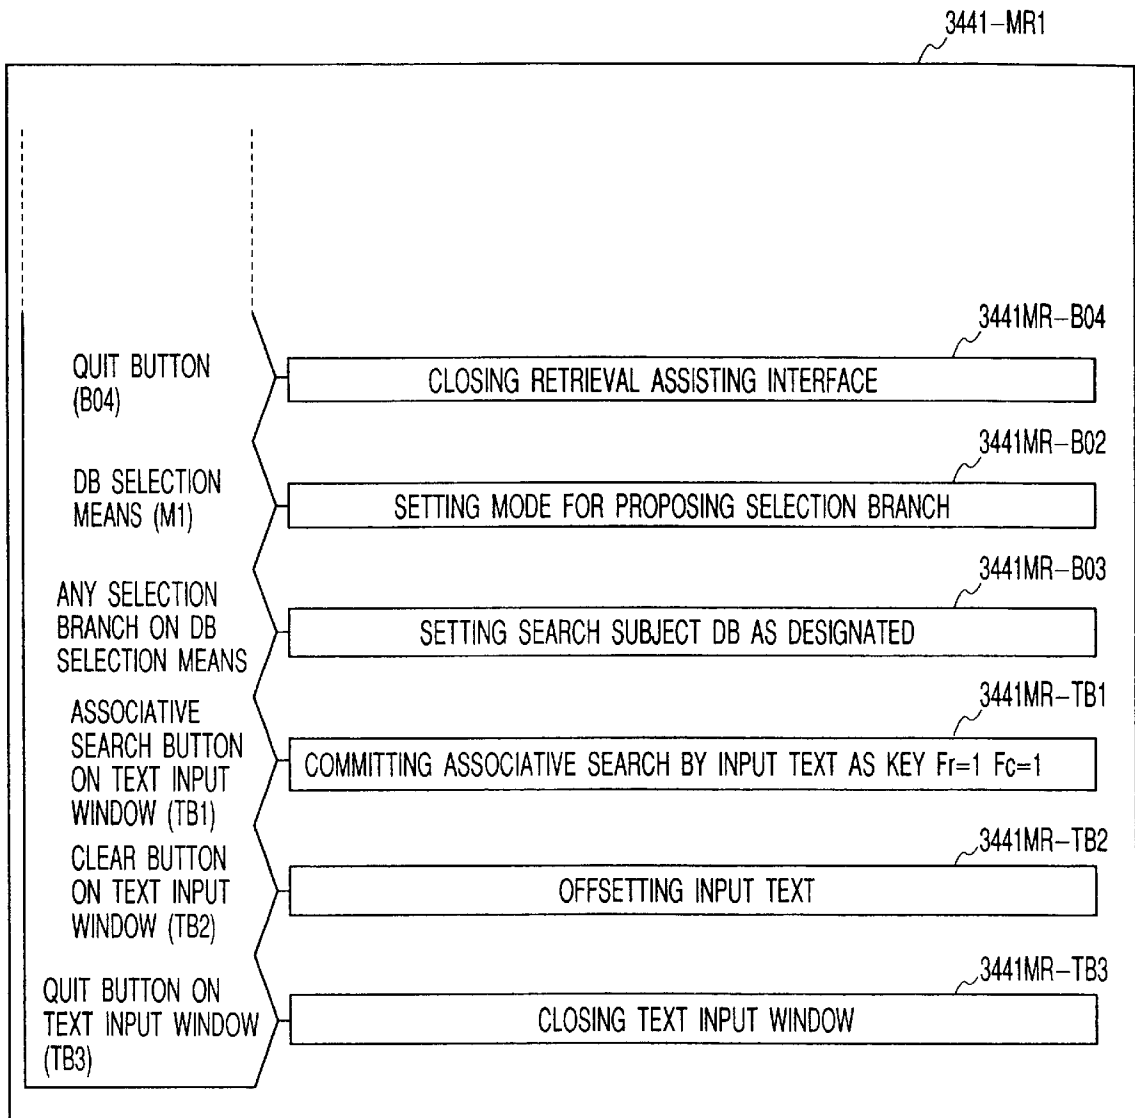 3441-MR1
3441MR-B04
QUIT BUTTON
(B04)
CLOSING RETRIEVAL ASSISTING INTERFACE
3441MR-B02
DB SELECTION
MEANS (M1)
SETTING MODE FOR PROPOSING SELECTION BRANCH
3441MR-B03
ANY SELECTION
BRANCH ON DB
SELECTION MEANS
SETTING SEARCH SUBJECT DB AS DESIGNATED
3441MR-TB1
ASSOCIATIVE
SEARCH BUTTON
ON TEXT INPUT
WINDOW (TB1)
COMMITTING ASSOCIATIVE SEARCH BY INPUT TEXT AS KEY Fr=1 Fc=1
3441MR-TB2
CLEAR BUTTON
ON TEXT INPUT
WINDOW (TB2)
OFFSETTING INPUT TEXT
3441MR-TB3
QUIT BUTTON ON
TEXT INPUT WINDOW
(TB3)
CLOSING TEXT INPUT WINDOW